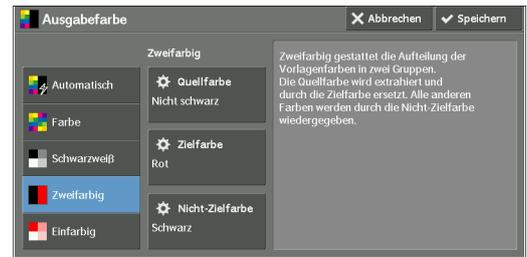 Ausgabefarbe
Abbrechen
Speichern
Automatisch
Farbe
Schwarzweiß
Zweifarbig
Einfarbig
Zweifarbig
Quellfarbe
Nicht schwarz
Zielfarbe
Rot
Nicht-Zielfarbe
Schwarz
Zweifarbig gestattet die Aufteilung der
Vorlagenfarben in zwei Gruppen.
Die Quellfarbe wird extrahiert und
durch die Zielfarbe ersetzt. Alle anderen
Farben werden durch die Nicht-Zielfarbe
wiedergegeben.